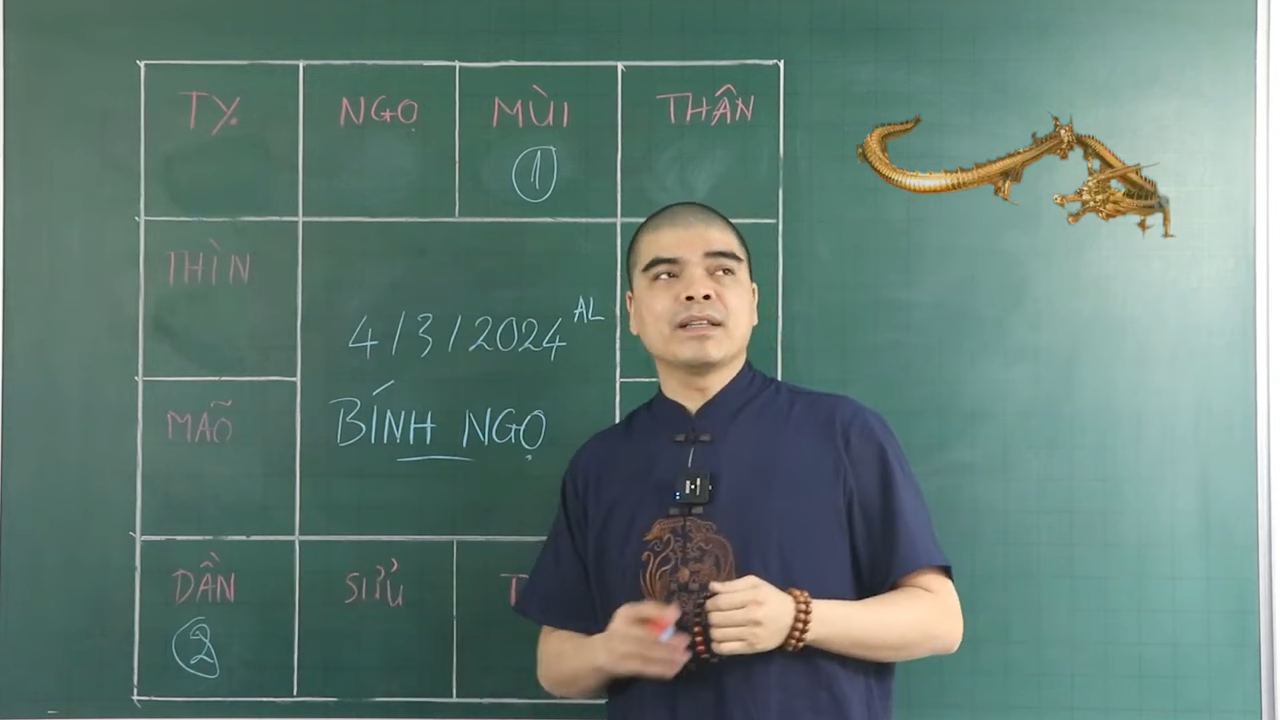 TỴ NGỌ MÙI THÂN
1
THÌN
4/3/2024 AL
MÃO
BÍNH NGỌ
DẦN SỬU T
2